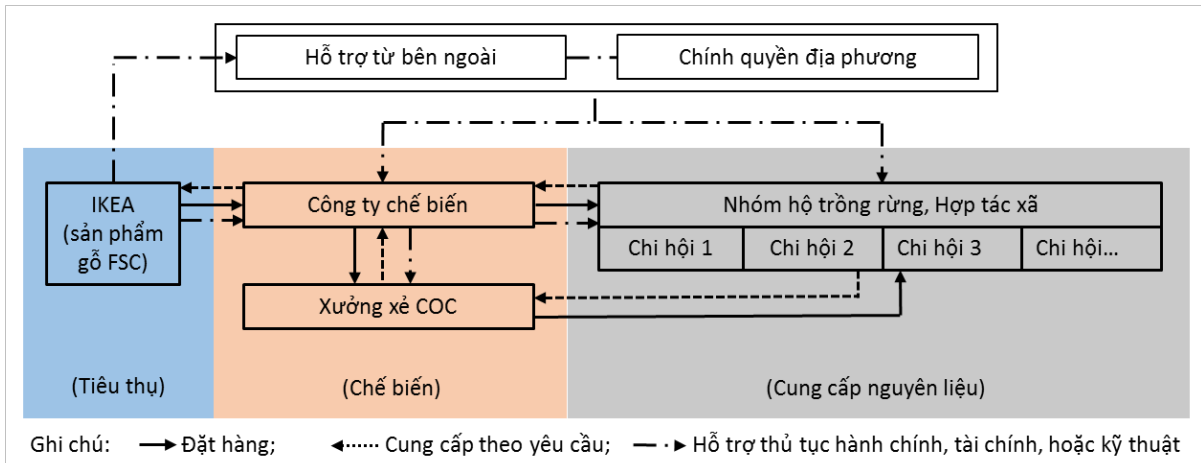 Hỗ trợ từ bên ngoài
Chính quyền địa phương
IKEA
(sản phẩm
gỗ FSC)
Công ty chế biến
Nhóm hộ trồng rừng, Hợp tác xã
Chi hội 1
Chi hội 2
Chi hội 3
Chi hội...
Xưởng xẻ COC
(Tiêu thụ)
(Chế biến)
(Cung cấp nguyên liệu)
Ghi chú: Đặt hàng; Cung cấp theo yêu cầu; Hỗ trợ thủ tục hành chính, tài chính, hoặc kỹ thuật